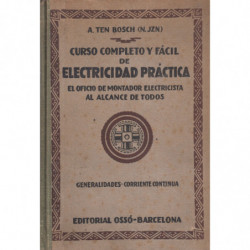 A. TEN BOSCH (N. JZN)
CURSO COMPLETO Y FÁCIL
DE
ELECTRICIDAD PRÁCTICA
EL OFICIO DE MONTADOR ELECTRICISTA
AL ALCANCE DE TODOS
GENERALIDADES - CORRIENTE CONTINUA
EDITORIAL OSSÓ - BARCELONA